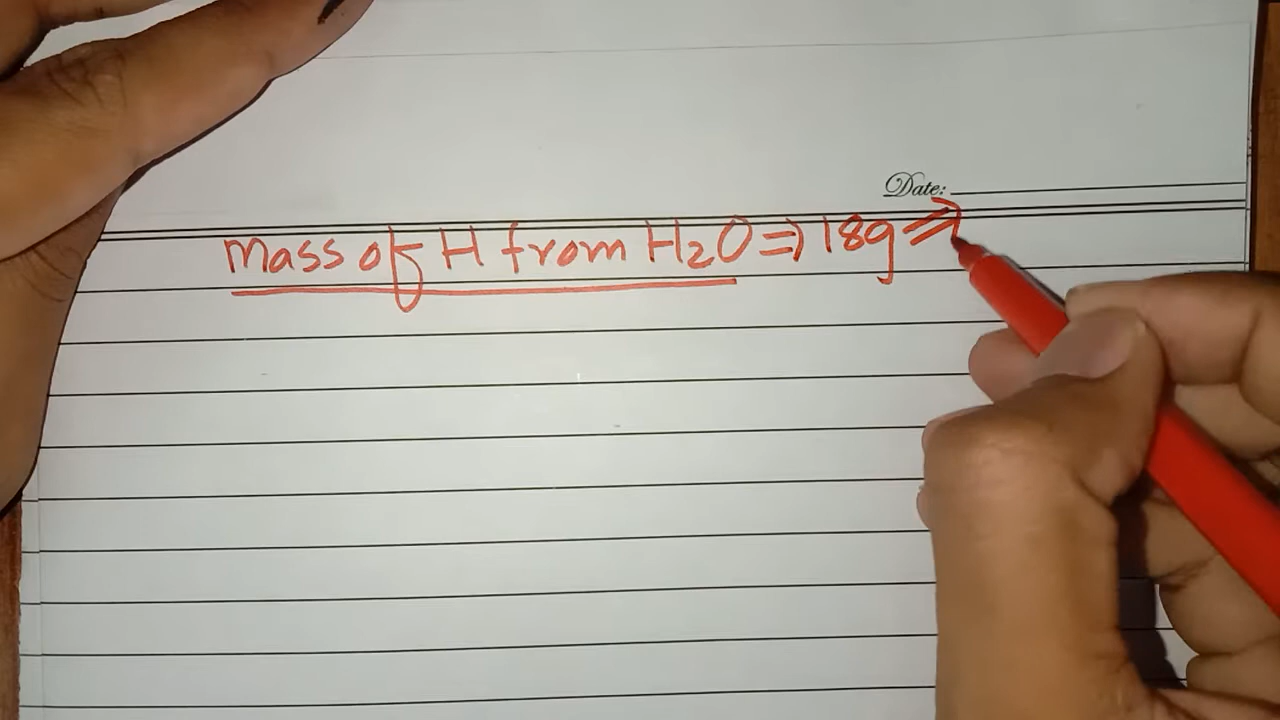 Date:
Mass of H from H₂O ⇒ 18g ⇒